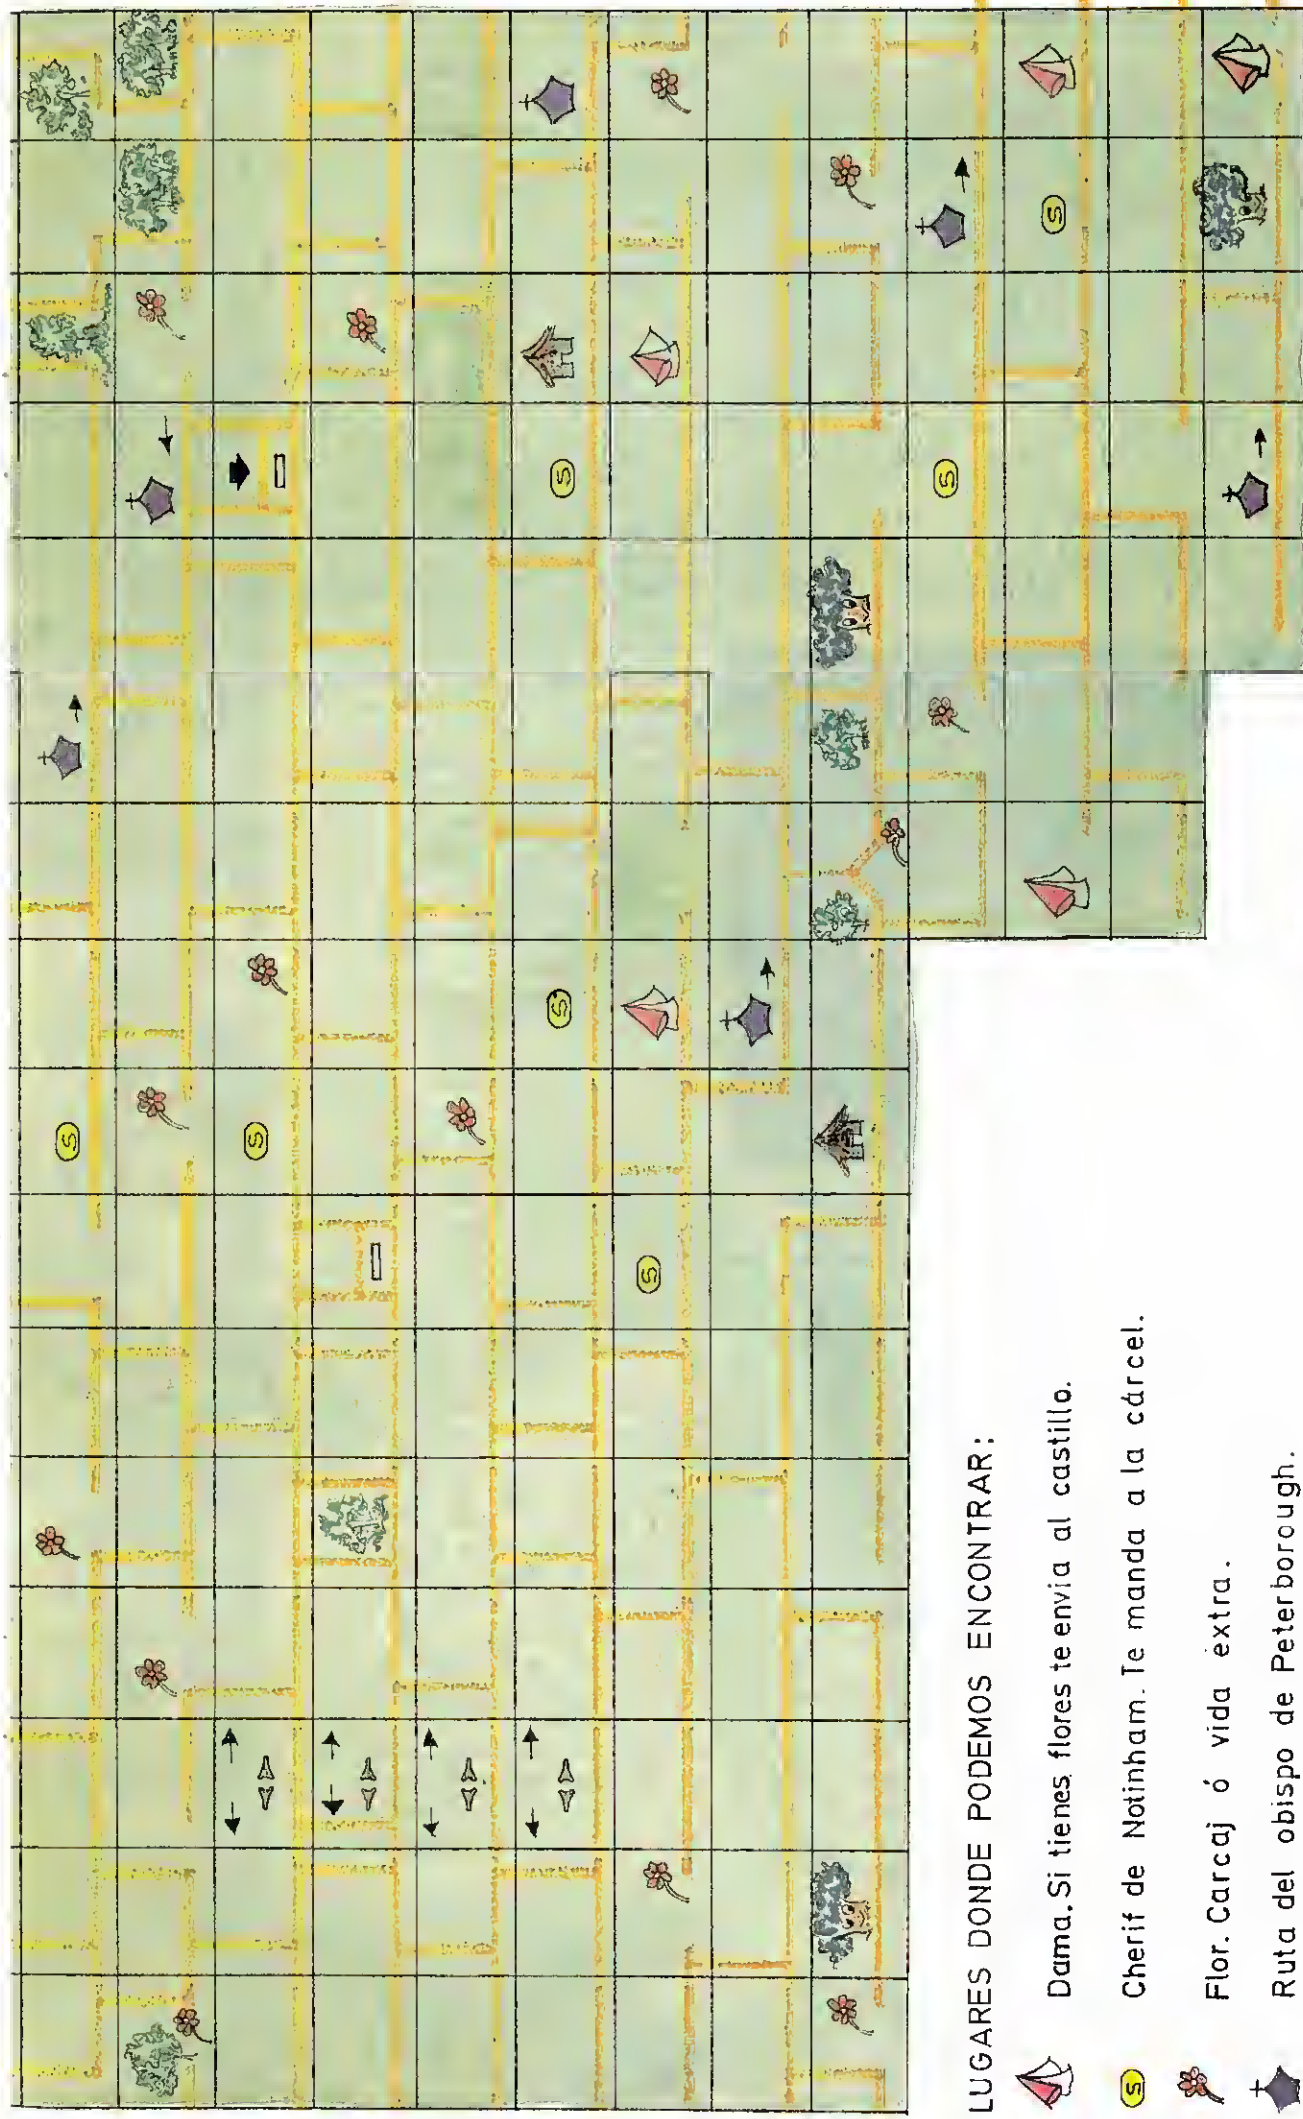 LUGARES DONDE PODEMOS ENCONTRAR:
Dama. Si tienes flores te envia al castillo.
S Cherif de Notinham. Te manda a la cárcel.
Flor. Carcaj ó vida extra.
Ruta del obispo de Peterborough.
S
S
S
S
S
S
S